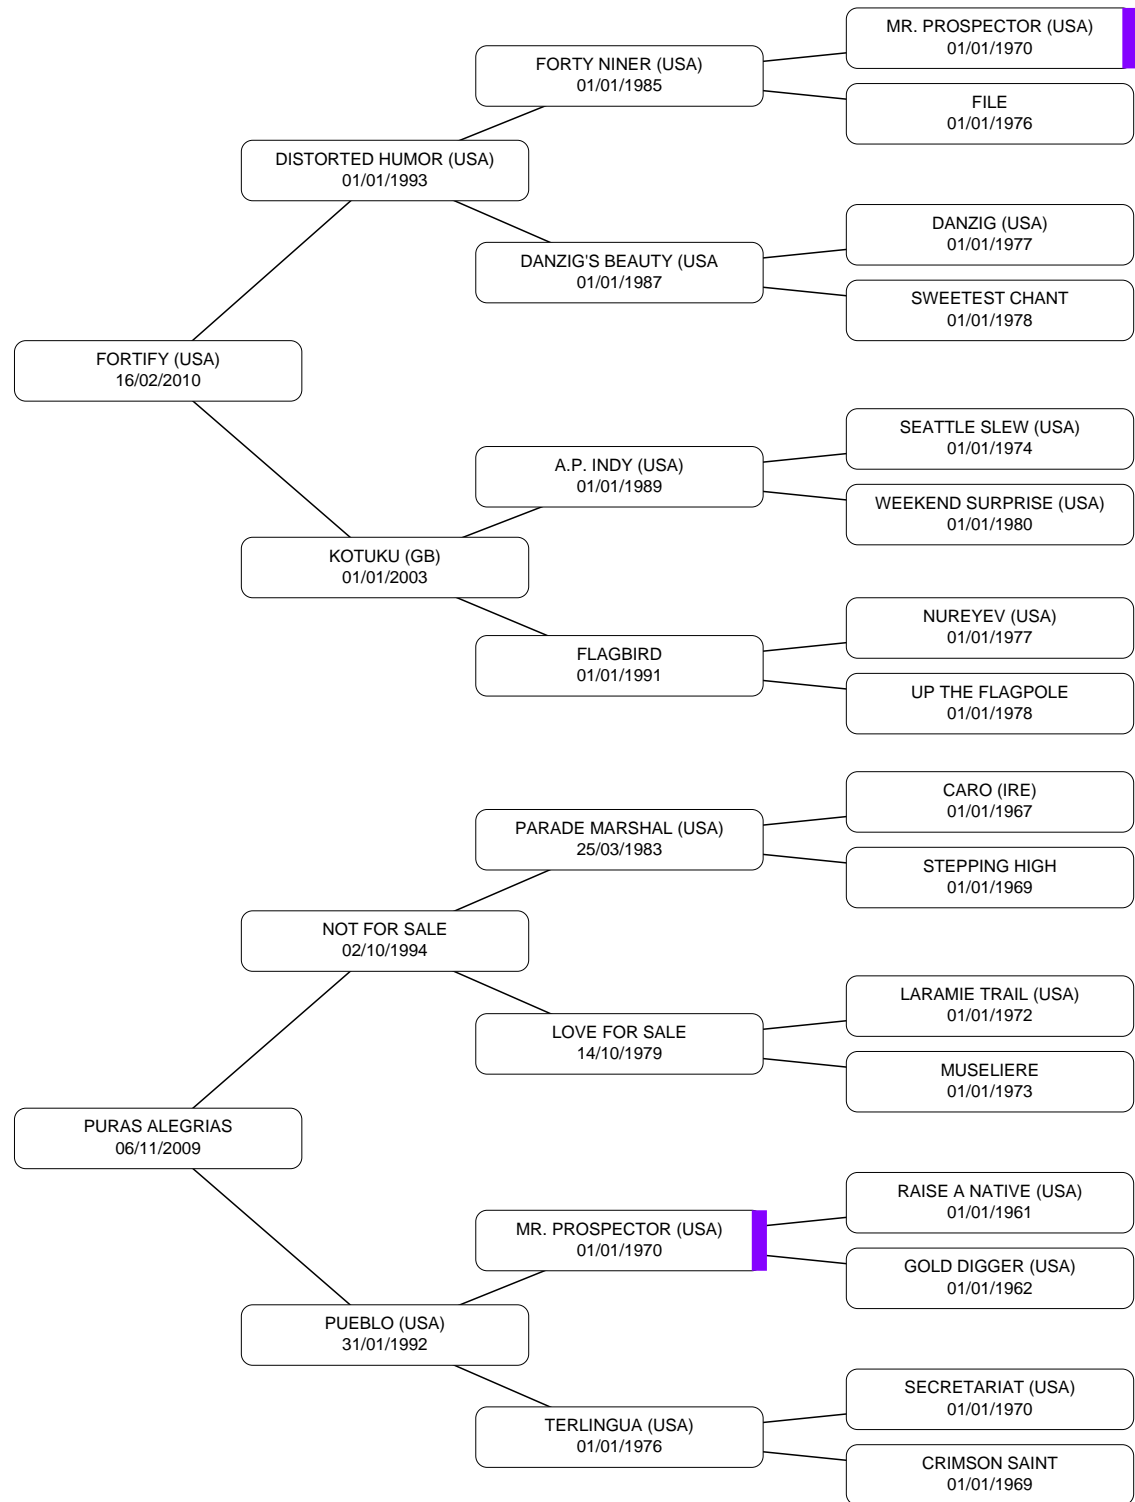 MR. PROSPECTOR (USA)
01/01/1970
FORTY NINER (USA)
01/01/1985
FILE
01/01/1976
DISTORTED HUMOR (USA)
01/01/1993
DANZIG (USA)
01/01/1977
DANZIG'S BEAUTY (USA
01/01/1987
SWEETEST CHANT
01/01/1978
FORTIFY (USA)
16/02/2010
SEATTLE SLEW (USA)
01/01/1974
A.P. INDY (USA)
01/01/1989
WEEKEND SURPRISE (USA)
01/01/1980
KOTUKU (GB)
01/01/2003
NUREYEV (USA)
01/01/1977
FLAGBIRD
01/01/1991
UP THE FLAGPOLE
01/01/1978
CARO (IRE)
01/01/1967
PARADE MARSHAL (USA)
25/03/1983
STEPPING HIGH
01/01/1969
NOT FOR SALE
02/10/1994
LARAMIE TRAIL (USA)
01/01/1972
LOVE FOR SALE
14/10/1979
MUSELIERE
01/01/1973
PURAS ALEGRIAS
06/11/2009
RAISE A NATIVE (USA)
01/01/1961
MR. PROSPECTOR (USA)
01/01/1970
GOLD DIGGER (USA)
01/01/1962
PUEBLO (USA)
31/01/1992
SECRETARIAT (USA)
01/01/1970
TERLINGUA (USA)
01/01/1976
CRIMSON SAINT
01/01/1969